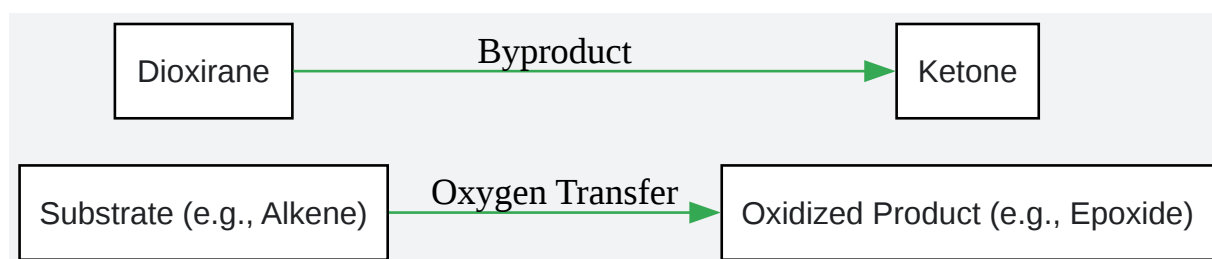 Dioxirane
Byproduct
Ketone
Substrate (e.g., Alkene)
Oxygen Transfer
Oxidized Product (e.g., Epoxide)